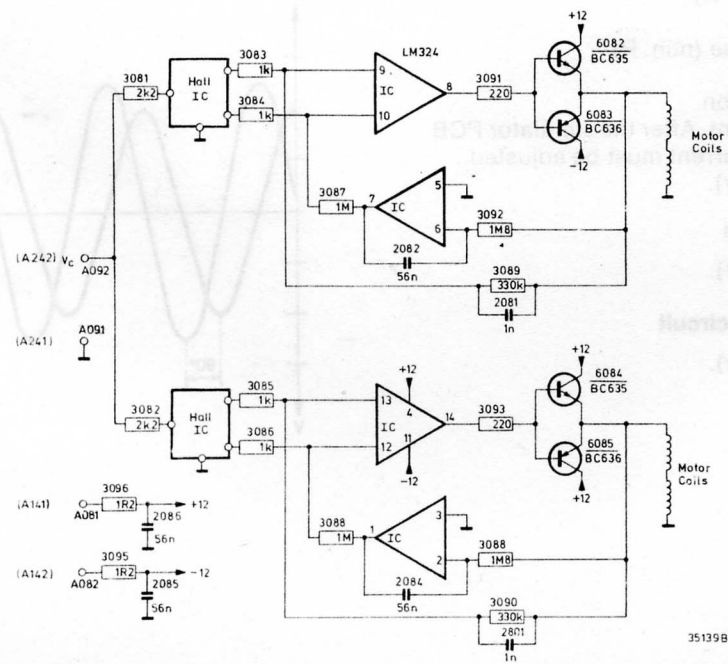 +12
6082
BC635
3083
1k
LM324
3081
2k2
Hall
IC
9
IC
10
8
3091
220
3084
1k
6083
BC636
-12
Motor
Coils
3087
1M
7
IC
5
6
3092
1M8
2082
56n
3089
330k
2081
1n
(A242) Vc
A092
(A241)
A091
+12
6084
BC635
3085
1k
+12
4
13
IC
12
11
-12
14
3093
220
3082
2k2
Hall
IC
3086
1k
6085
BC636
+12
Motor
Coils
(A141)
A081
3096
1R2
+12
2086
56n
3088
1M
1
IC
3
2
3088
1M8
(A142)
A082
3095
1R2
-12
2085
56n
2084
56n
3090
330k
2801
1n
35139B